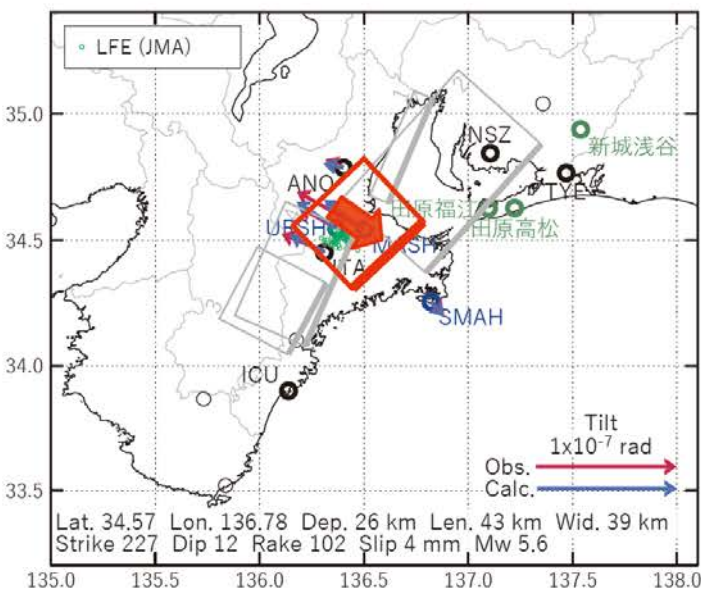 LFE (JMA)
35.0
34.5
34.0
33.5
NSZ
新城浅谷
TYE
ANO
田原福江
田原高松
MASH
ITA
SMAH
ICU
Tilt
1x10⁻⁷ rad
Obs.
Calc.
Lat. 34.57 Lon. 136.78 Dep. 26 km Len. 43 km Wid. 39 km
Strike 227 Dip 12 Rake 102 Slip 4 mm Mw 5.6
135.0 135.5 136.0 136.5 137.0 137.5 138.0